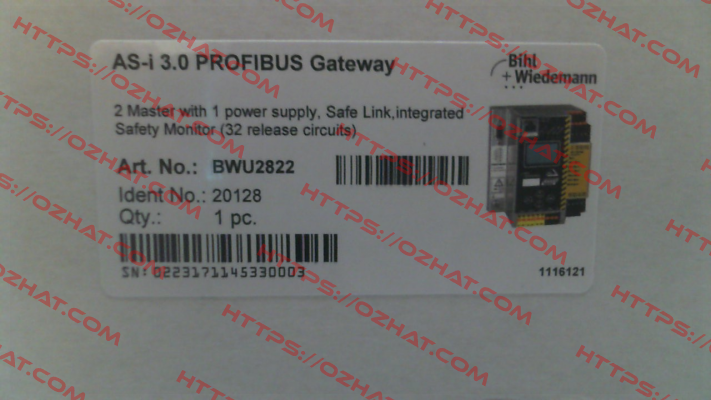 AS-i 3.0 PROFIBUS Gateway
Bihl
+ Wiedemann
2 Master with 1 power supply, Safe Link,integrated
Safety Monitor (32 release circuits)
Art. No.: BWU2822
Ident No.: 20128
Qty.: 1 pc.
SN: 0223171145330003
1116121
HTTPS://OZHAT.COM